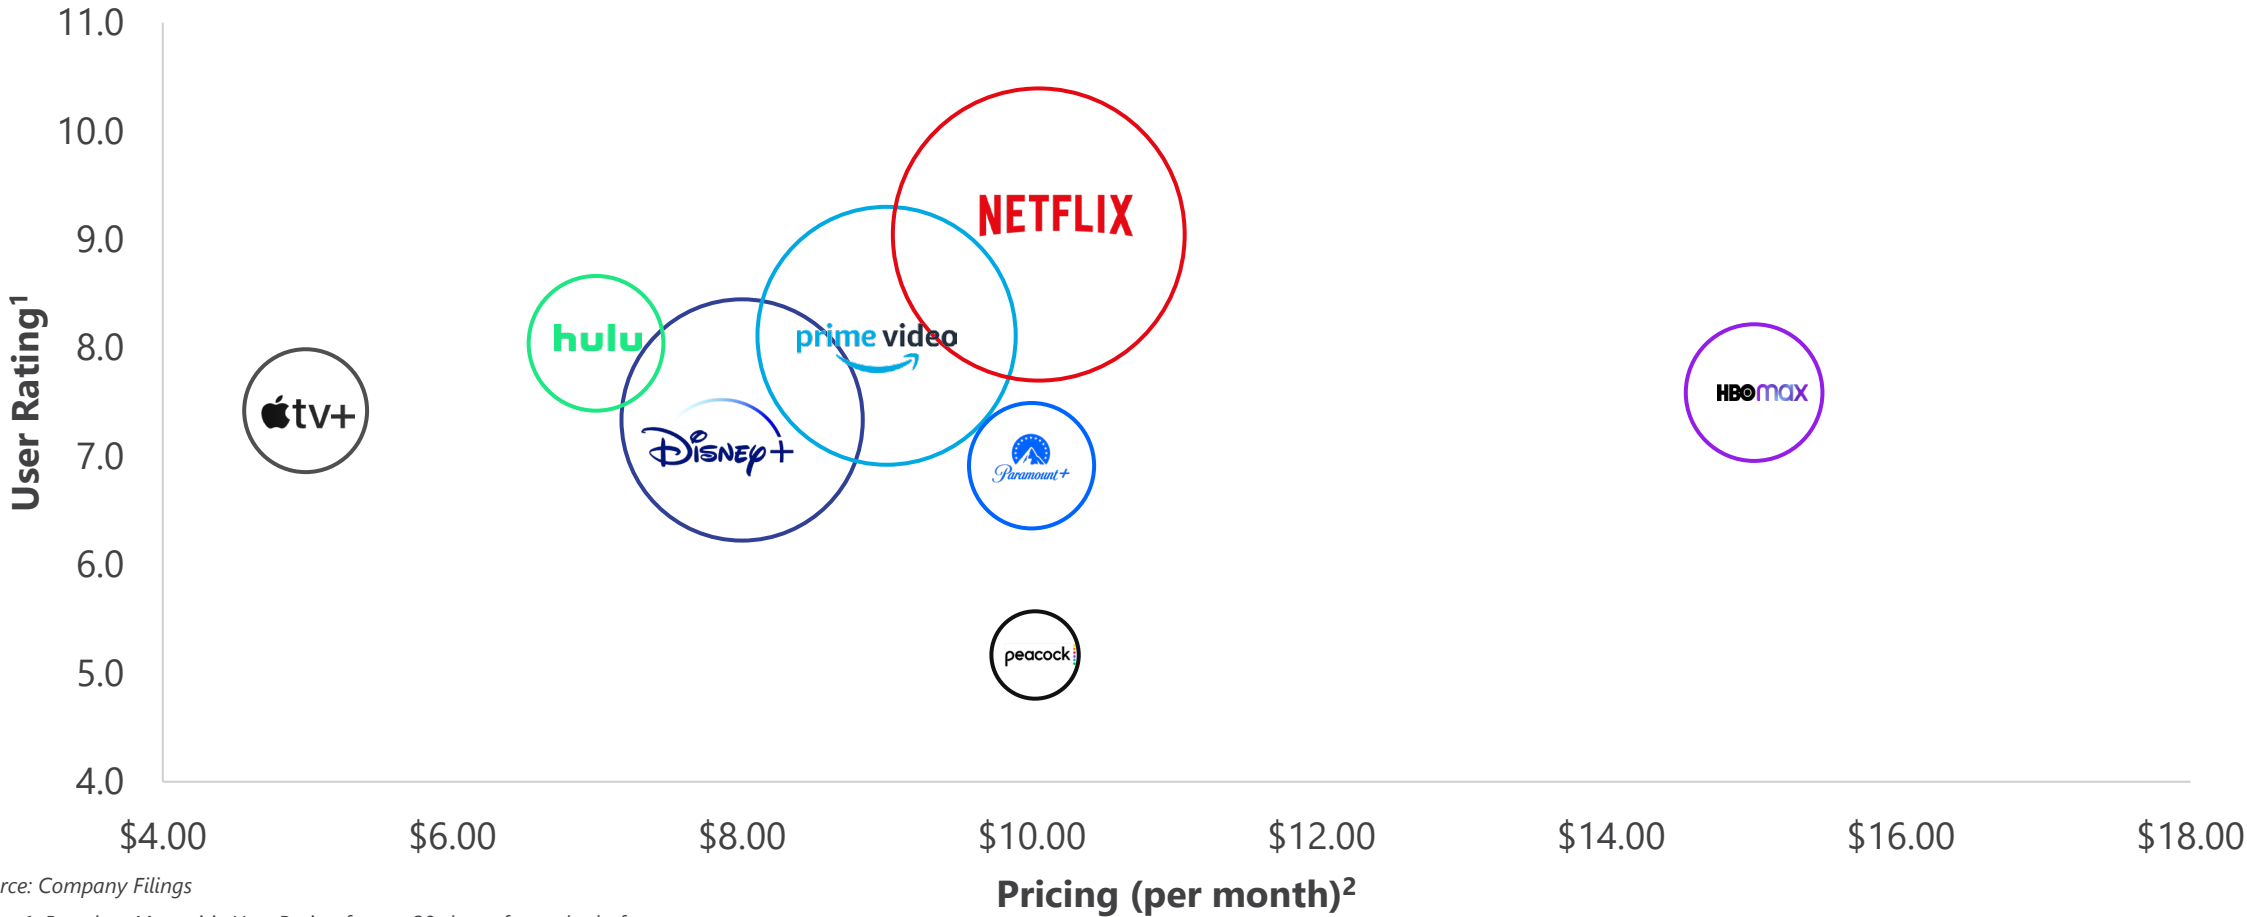 11.0
10.0
9.0
8.0
7.0
6.0
5.0
4.0
User Rating¹
NETFLIX
hulu
prime video
tv+
Disney+
Paramount+
HBOmax
peacock
$4.00 $6.00 $8.00 $10.00 $12.00 $14.00 $16.00 $18.00
Pricing (per month)²
rce: Company Filings